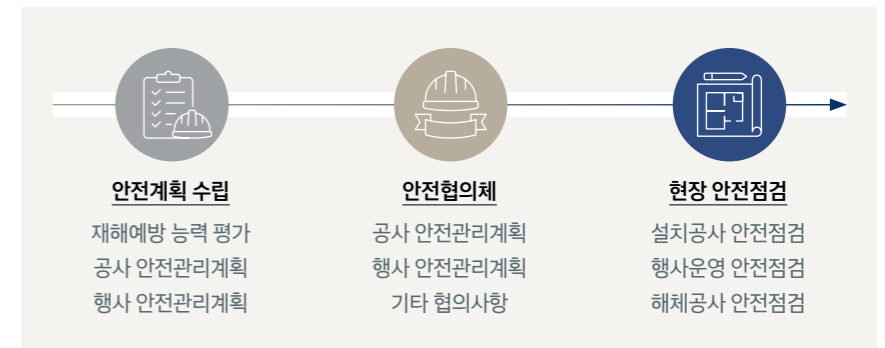 안전계획 수립
재해예방 능력 평가
공사 안전관리계획
행사 안전관리계획
안전협의체
공사 안전관리계획
행사 안전관리계획
기타 협의사항
현장 안전점검
설치공사 안전점검
행사운영 안전점검
해체공사 안전점검